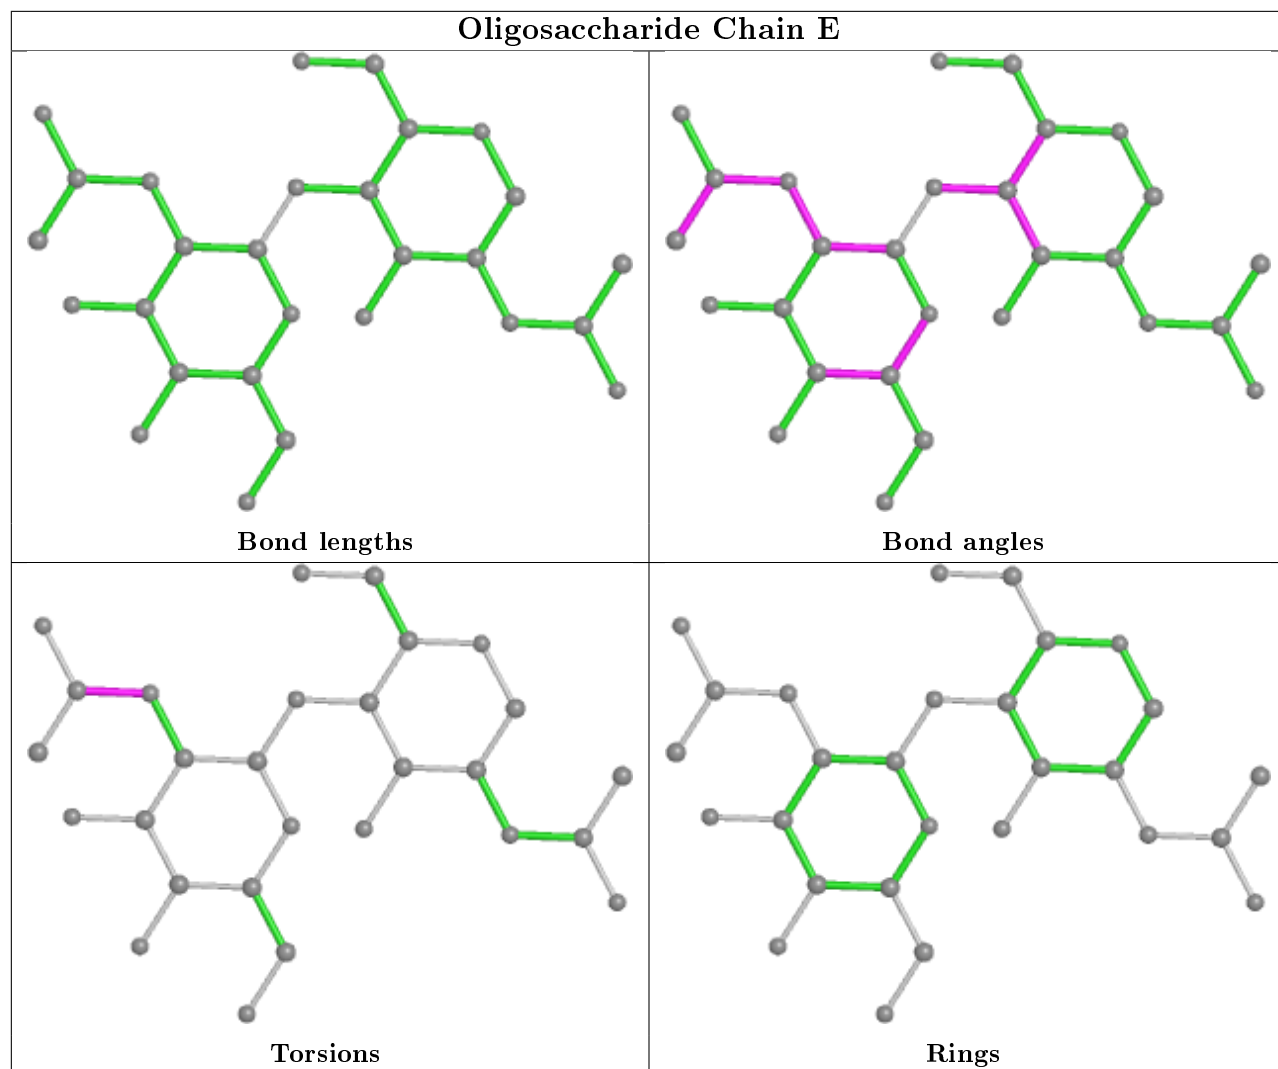 Oligosaccharide Chain E
Bond lengths
Bond angles
Torsions
Rings